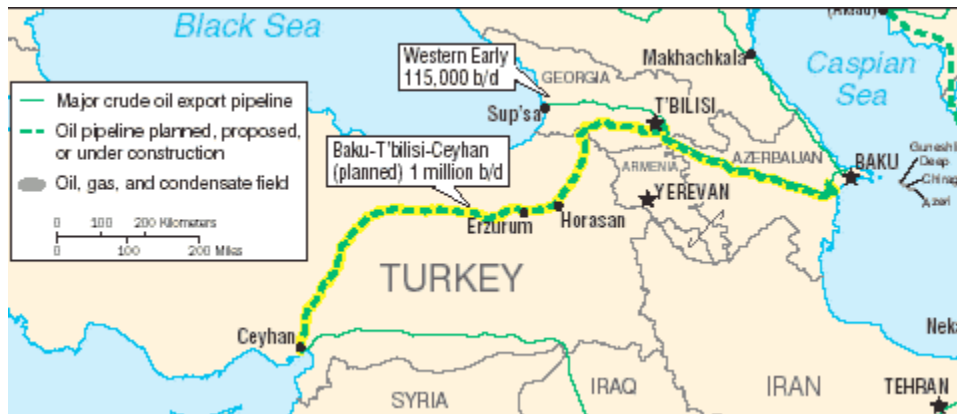 Black Sea
(Aktau)
Western Early
115,000 b/d
Makhachkala
Caspian
Sea
GEORGIA
Major crude oil export pipeline
Oil pipeline planned, proposed,
or under construction
Oil, gas, and condensate field
0 100 200 Kilometers
0 100 200 Miles
Sup'sa
T'BILISI
Baku-T'bilisi-Ceyhan
(planned) 1 million b/d
ARMENIA
AZERBAIJAN
BAKU
Guneshli
Deep
Chirag
Azeri
YEREVAN
Erzurum
Horasan
TURKEY
Ceyhan
Neka
SYRIA
IRAQ
IRAN
TEHRAN